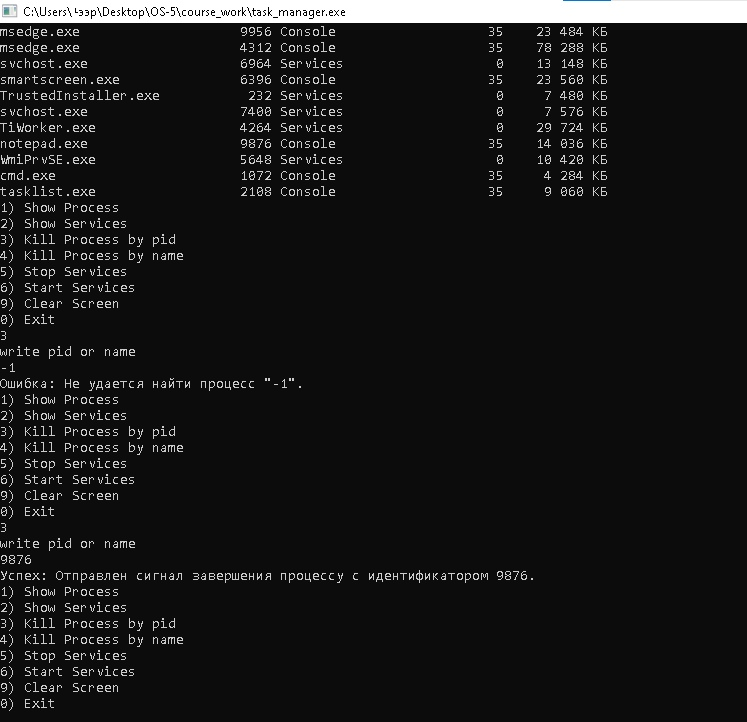 C:\Users\чззр\Desktop\OS-5\course_work\task_manager.exe
msedge.exe 9956 Console 35 23 484 КБ
msedge.exe 4312 Console 35 78 288 КБ
svchost.exe 6964 Services 0 13 148 КБ
smartscreen.exe 6396 Console 35 23 560 КБ
TrustedInstaller.exe 232 Services 0 7 480 КБ
svchost.exe 7400 Services 0 7 576 КБ
TiWorker.exe 4264 Services 0 29 724 КБ
notepad.exe 9876 Console 35 14 036 КБ
WmiPrvSE.exe 5648 Services 0 10 420 КБ
cmd.exe 1072 Console 35 4 284 КБ
tasklist.exe 2108 Console 35 9 060 КБ
1) Show Process
2) Show Services
3) Kill Process by pid
4) Kill Process by name
5) Stop Services
6) Start Services
9) Clear Screen
0) Exit
3
write pid or name
-1
Ошибка: Не удается найти процесс "-1".
1) Show Process
2) Show Services
3) Kill Process by pid
4) Kill Process by name
5) Stop Services
6) Start Services
9) Clear Screen
0) Exit
3
write pid or name
9876
Успех: Отправлен сигнал завершения процессу с идентификатором 9876.
1) Show Process
2) Show Services
3) Kill Process by pid
4) Kill Process by name
5) Stop Services
6) Start Services
9) Clear Screen
0) Exit